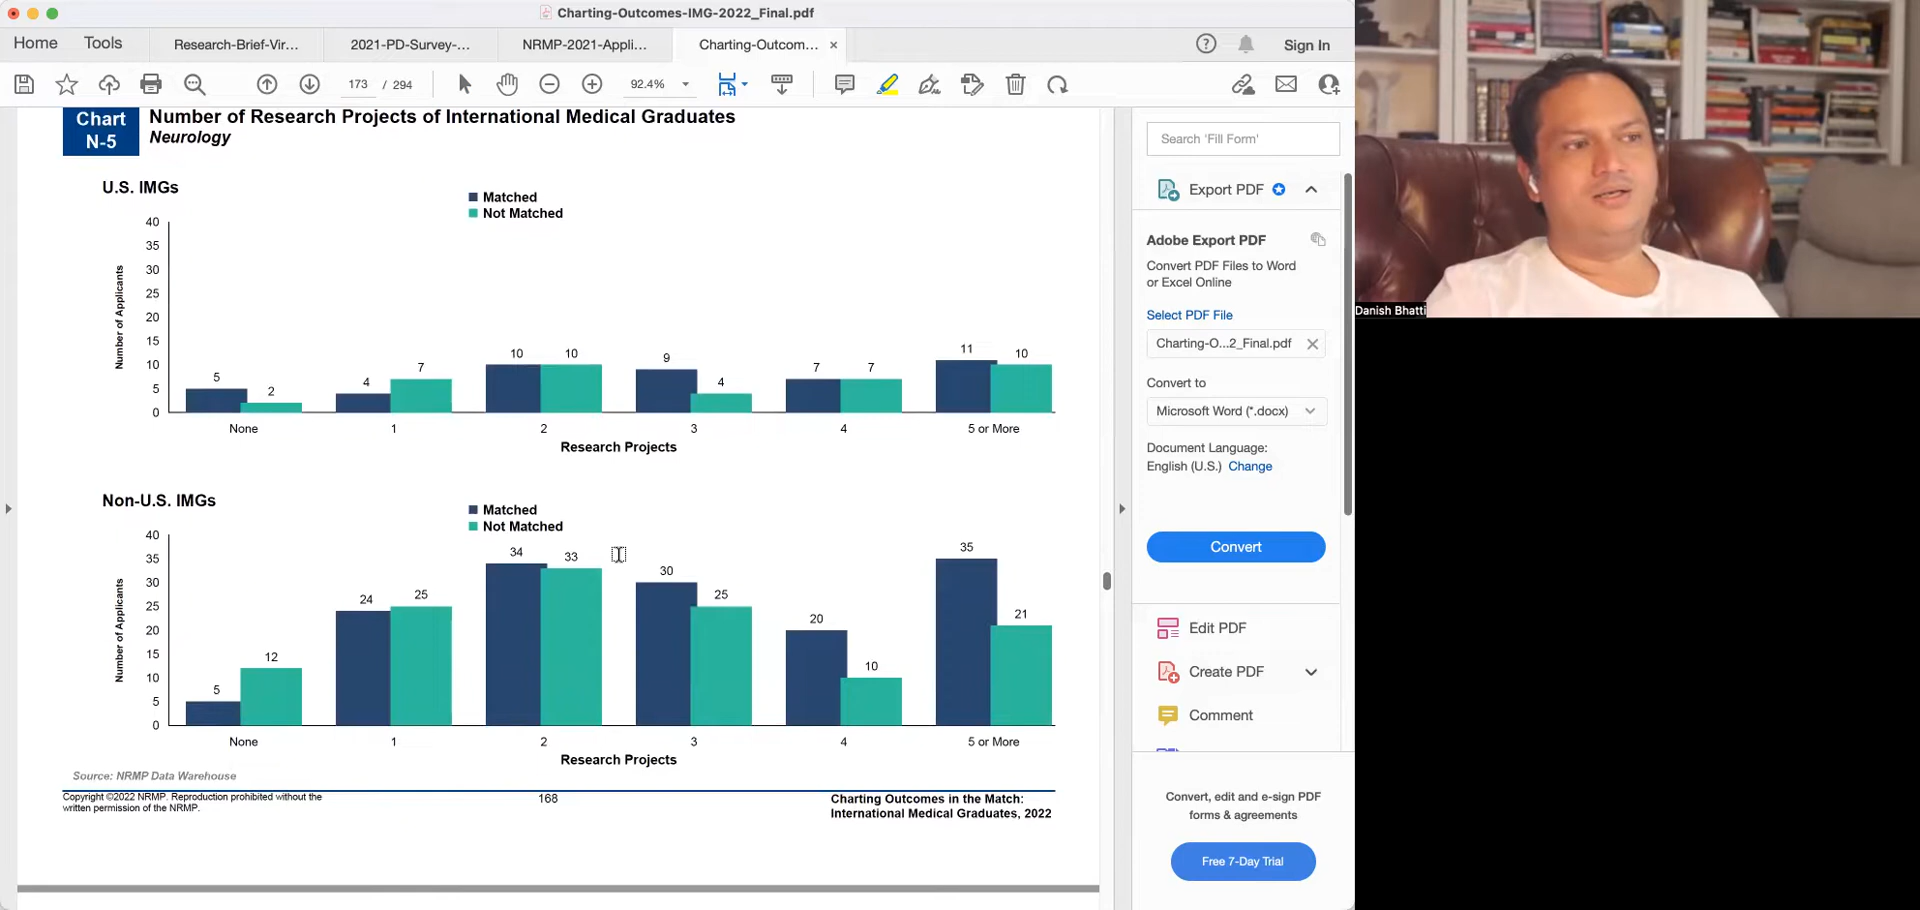 Charting-Outcomes-IMG-2022_Final.pdf
Home Tools Research-Brief-Vir... 2021-PD-Survey-... NRMP-2021-Appli... Charting-Outcom... × Sign In
173 / 294 92.4%
Chart
N-5
Number of Research Projects of International Medical Graduates
Neurology
U.S. IMGs
Matched
Not Matched
40
35
30
25
20
15
10
5
0
Number of Applicants
5 2 4 7 10 10 9 4 7 7 11 10
None 1 2 3 4 5 or More
Research Projects
Non-U.S. IMGs
Matched
Not Matched
40
35
30
25
20
15
10
5
0
Number of Applicants
5 12 24 25 34 33 30 25 20 10 35 21
None 1 2 3 4 5 or More
Research Projects
Source: NRMP Data Warehouse
Copyright ©2022 NRMP. Reproduction prohibited without the
written permission of the NRMP.
168
Charting Outcomes in the Match:
International Medical Graduates, 2022
Search 'Fill Form'
Export PDF
Adobe Export PDF
Convert PDF Files to Word
or Excel Online
Select PDF File
Charting-O...2_Final.pdf
Convert to
Microsoft Word (*.docx)
Document Language:
English (U.S.) Change
Convert
Edit PDF
Create PDF
Comment
Convert, edit and e-sign PDF
forms & agreements
Free 7-Day Trial
Danish Bhatti